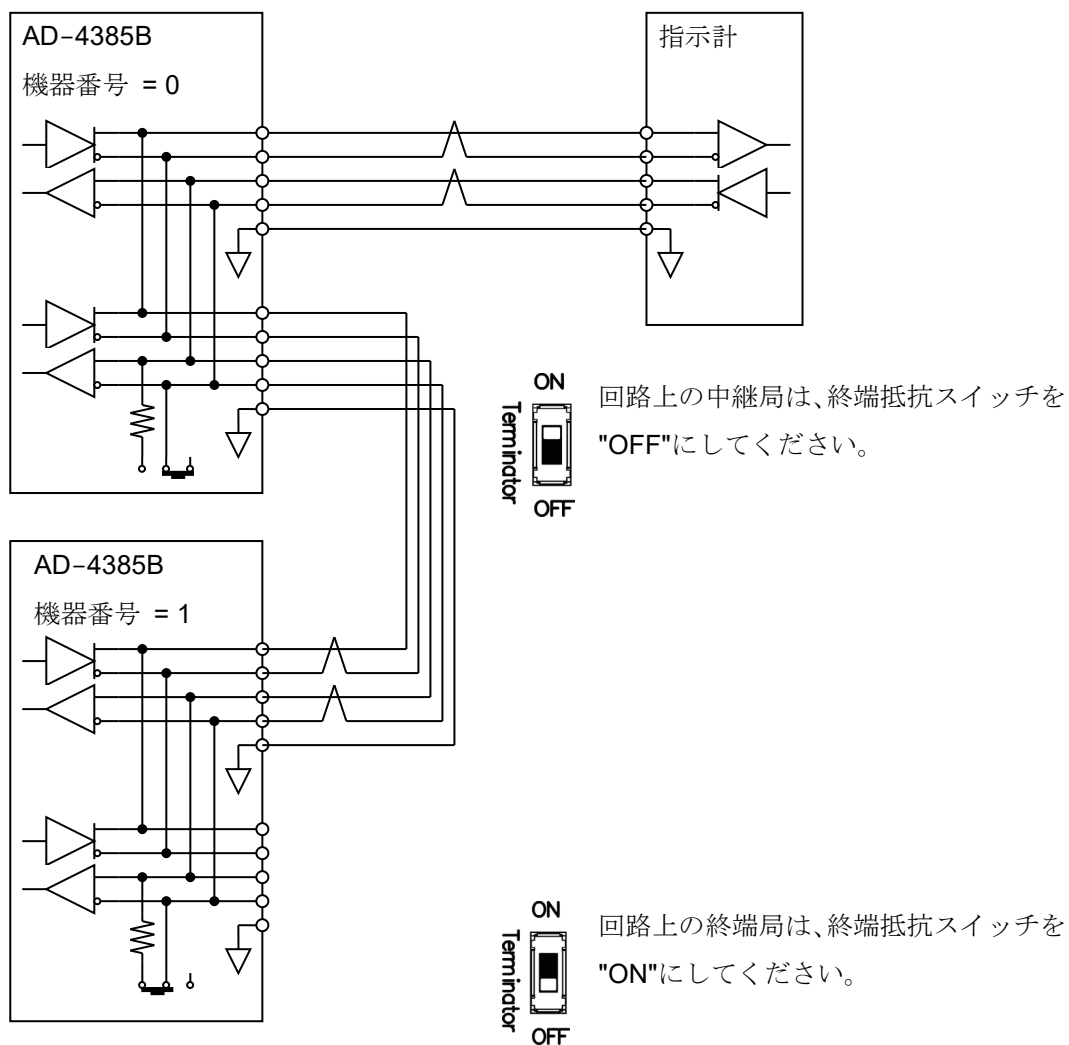 AD-4385B
機器番号 = 0
指示計
ON
Terminator
OFF
回路上の中継局は、終端抵抗スイッチを
"OFF"にしてください。
AD-4385B
機器番号 = 1
ON
Terminator
OFF
回路上の終端局は、終端抵抗スイッチを
"ON"にしてください。